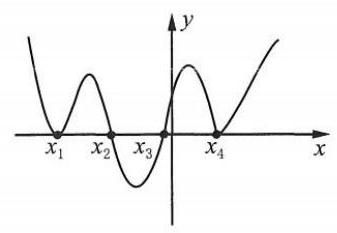 y
x₁ x₂ x₃ x₄ x